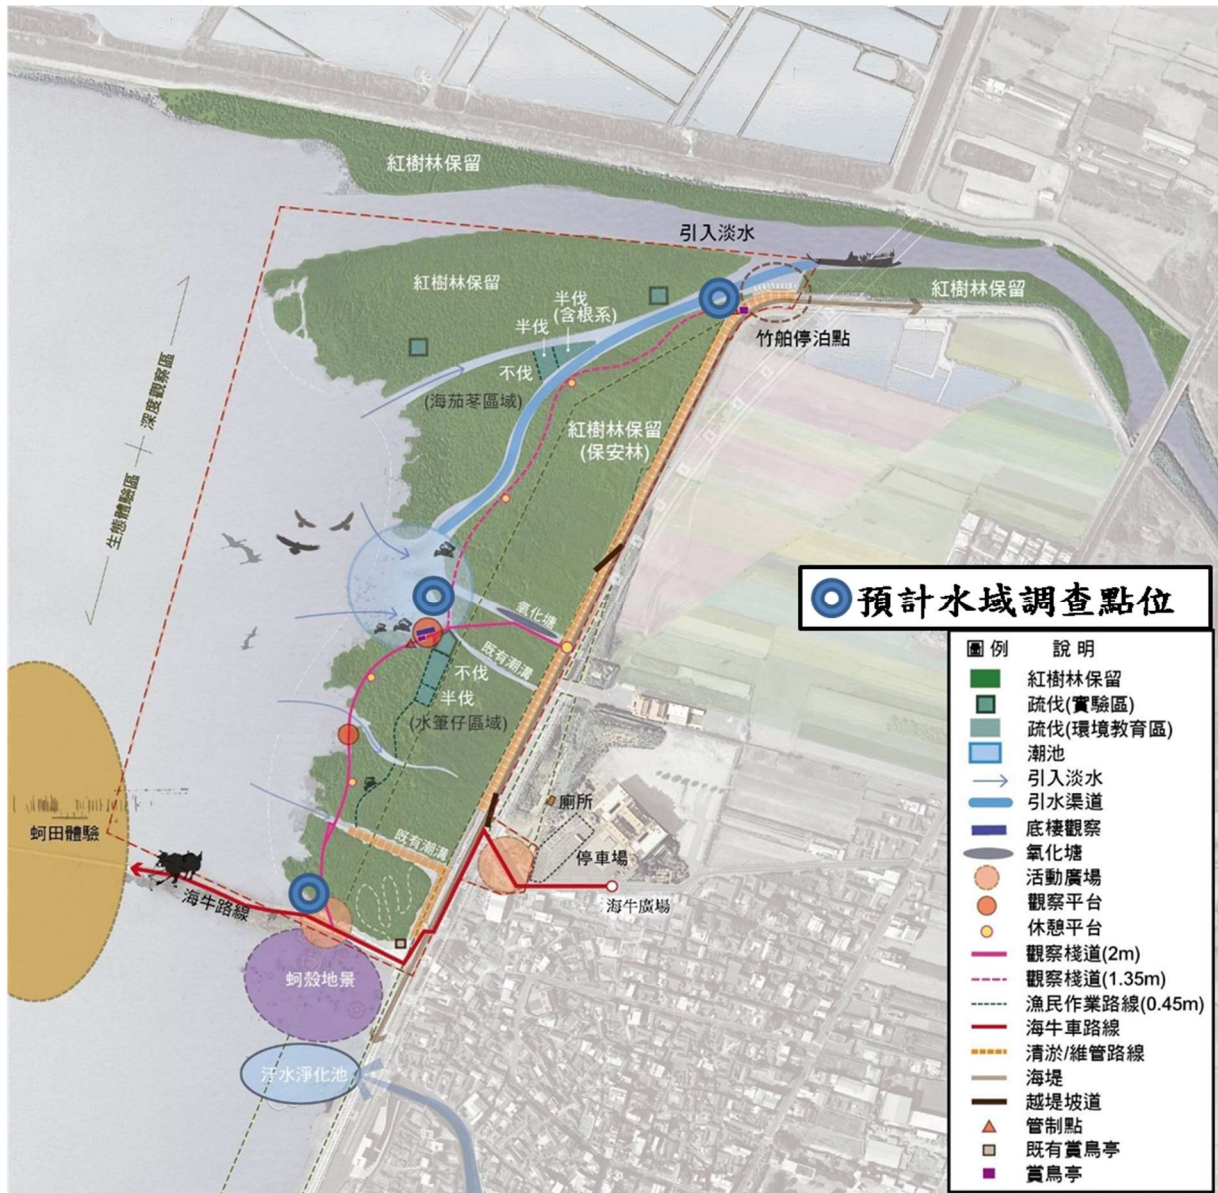 紅樹林保留
引入淡水
紅樹林保留
紅樹林保留
半伐
(含根系)
半伐
不伐
(海茄苳區域)
竹舶停泊點
深度觀察區
生態體驗區
紅樹林保留
(保安林)
預計水域調查點位
氧化塘
既有潮溝
不伐
半伐
(水筆仔區域)
廁所
停車場
既有潮溝
海牛廣場
蚵田體驗
海牛路線
蚵殼地景
汙水淨化池
圖例 說明
紅樹林保留
疏伐(實驗區)
疏伐(環境教育區)
潮池
引入淡水
引水渠道
底棲觀察
氧化塘
活動廣場
觀察平台
休憩平台
觀察棧道(2m)
觀察棧道(1.35m)
漁民作業路線(0.45m)
海牛車路線
清淤/維管路線
海堤
越堤坡道
管制點
既有賞鳥亭
賞鳥亭